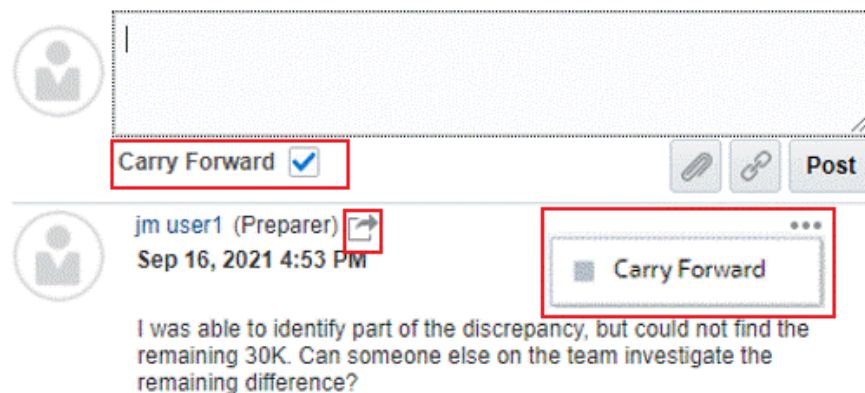 Carry Forward
Post
jm user1 (Preparer)
Sep 16, 2021 4:53 PM
Carry Forward
I was able to identify part of the discrepancy, but could not find the
remaining 30K. Can someone else on the team investigate the
remaining difference?